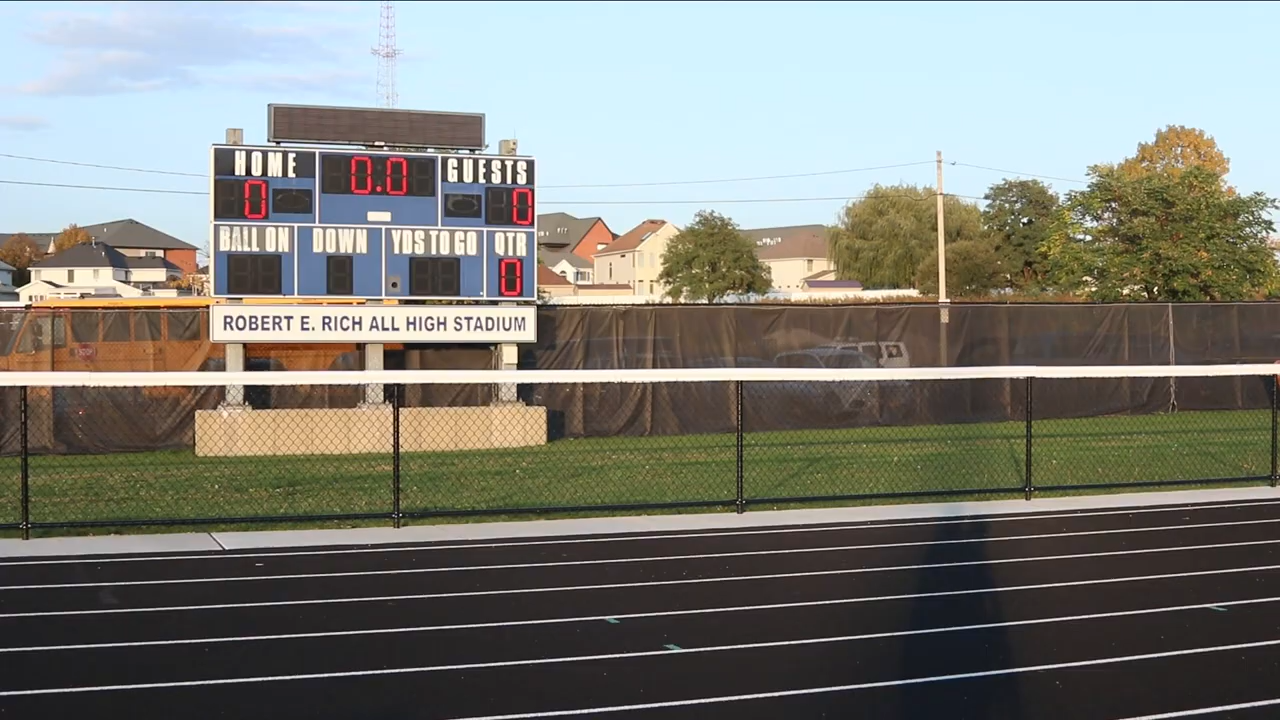 HOME 0.0 GUESTS
0 0
BALL ON DOWN YDS TO GO QTR
0
ROBERT E. RICH ALL HIGH STADIUM
STOP